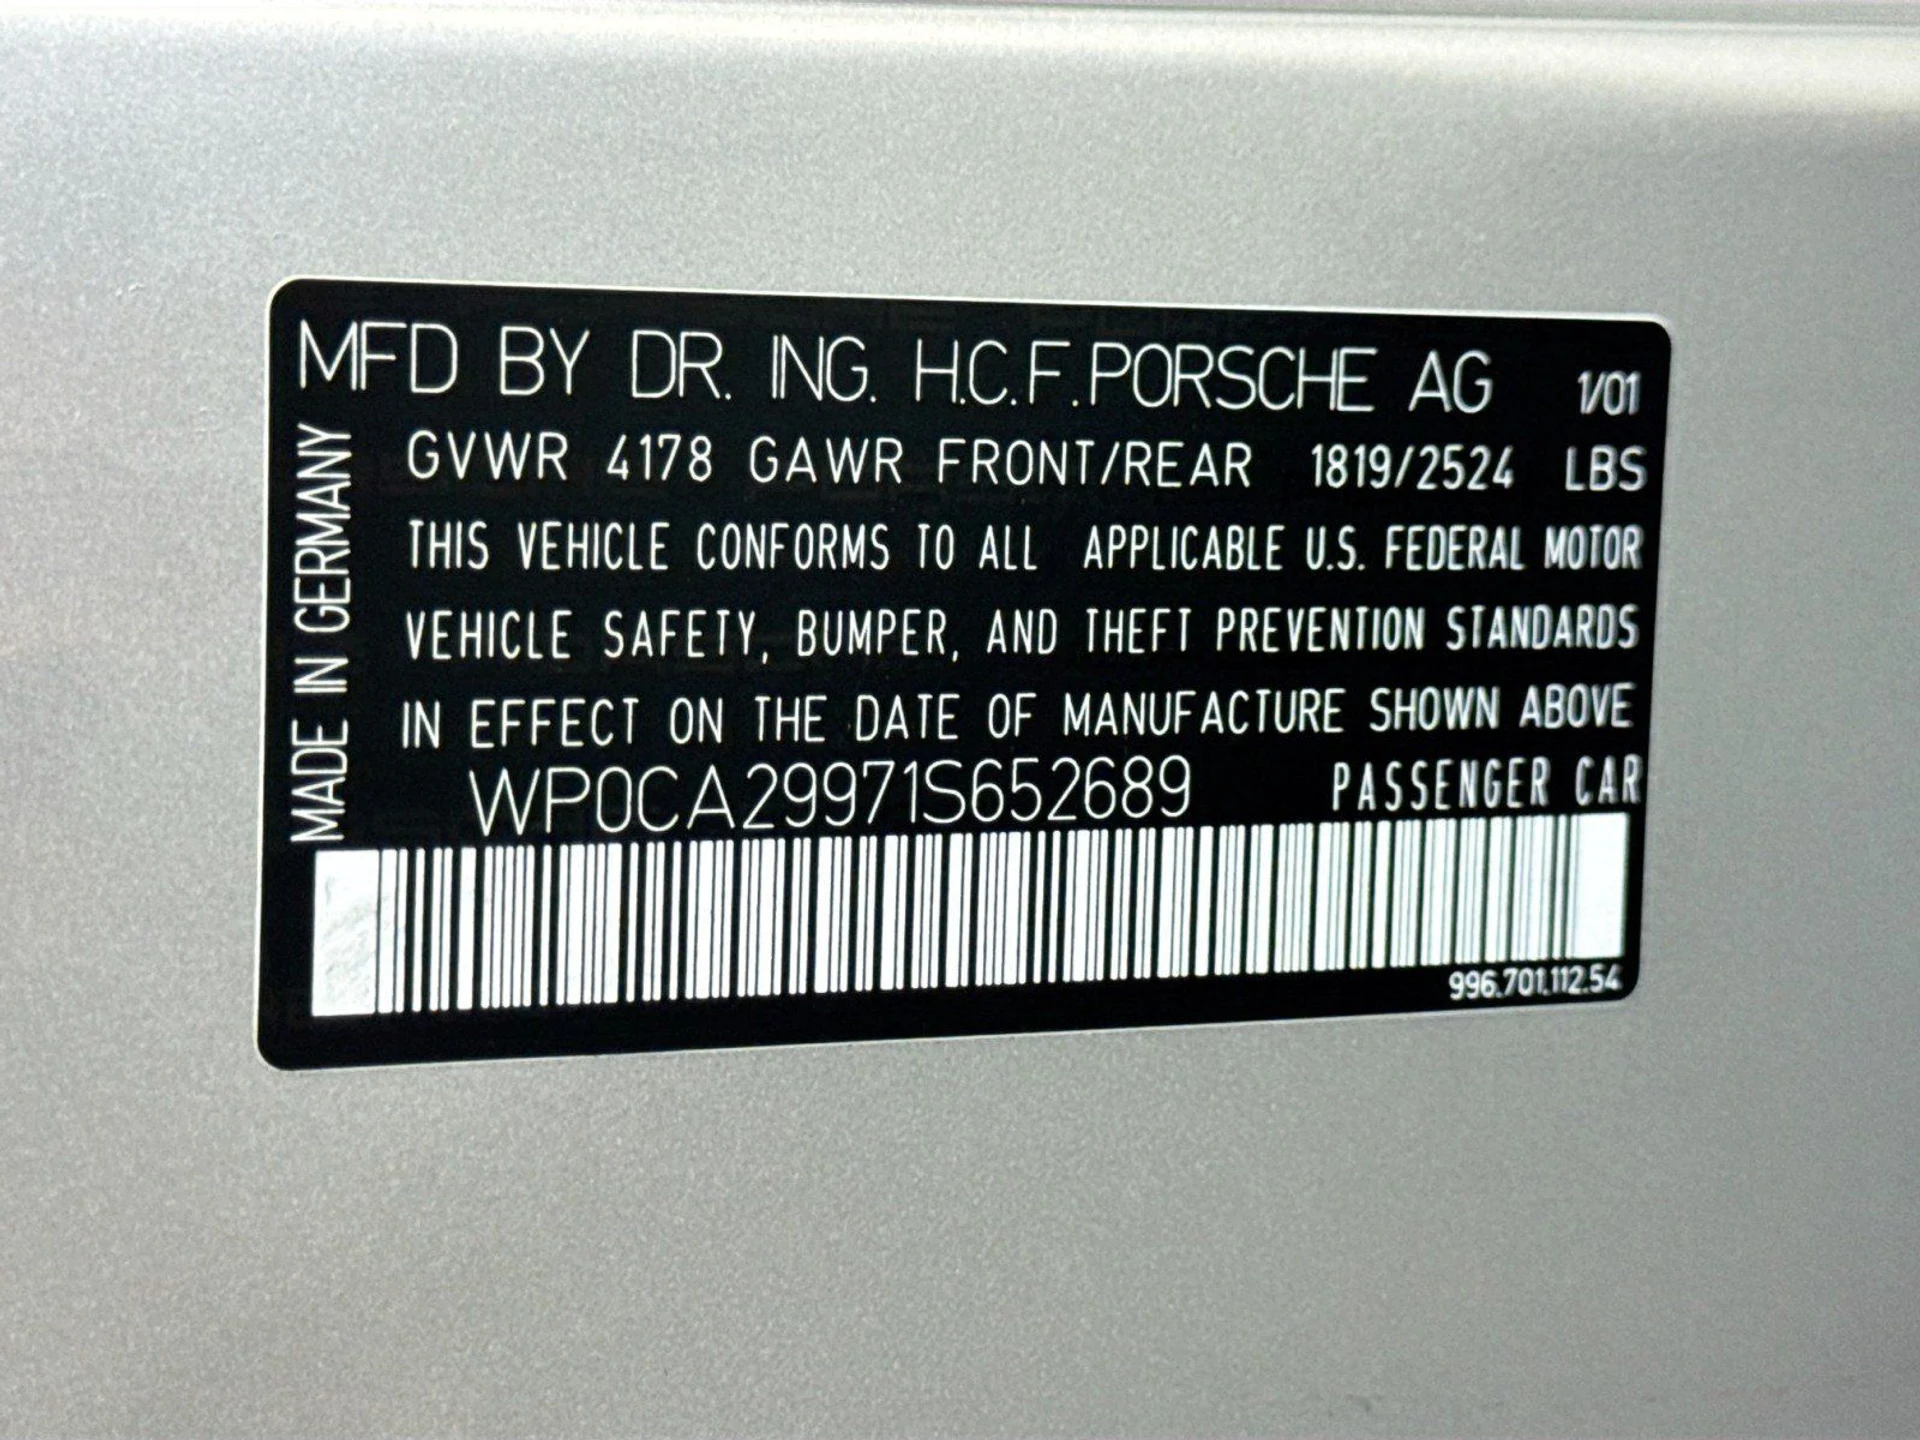 MFD BY DR. ING. H.C.F.PORSCHE AG 1/01
GVWR 4178 GAWR FRONT/REAR 1819/2524 LBS
THIS VEHICLE CONFORMS TO ALL APPLICABLE U.S. FEDERAL MOTOR
VEHICLE SAFETY, BUMPER, AND THEFT PREVENTION STANDARDS
IN EFFECT ON THE DATE OF MANUFACTURE SHOWN ABOVE
WP0CA29971S652689 PASSENGER CAR
MADE IN GERMANY
996.701.112.54